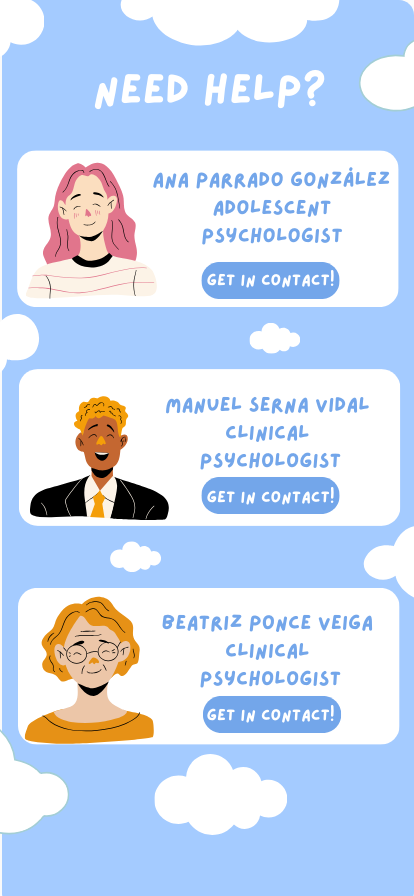 NEED HELP?
ANA PARRADO GONZÁLEZ
ADOLESCENT
PSYCHOLOGIST
GET IN CONTACT!
MANUEL SERNA VIDAL
CLINICAL
PSYCHOLOGIST
GET IN CONTACT!
BEATRIZ PONCE VEIGA
CLINICAL
PSYCHOLOGIST
GET IN CONTACT!